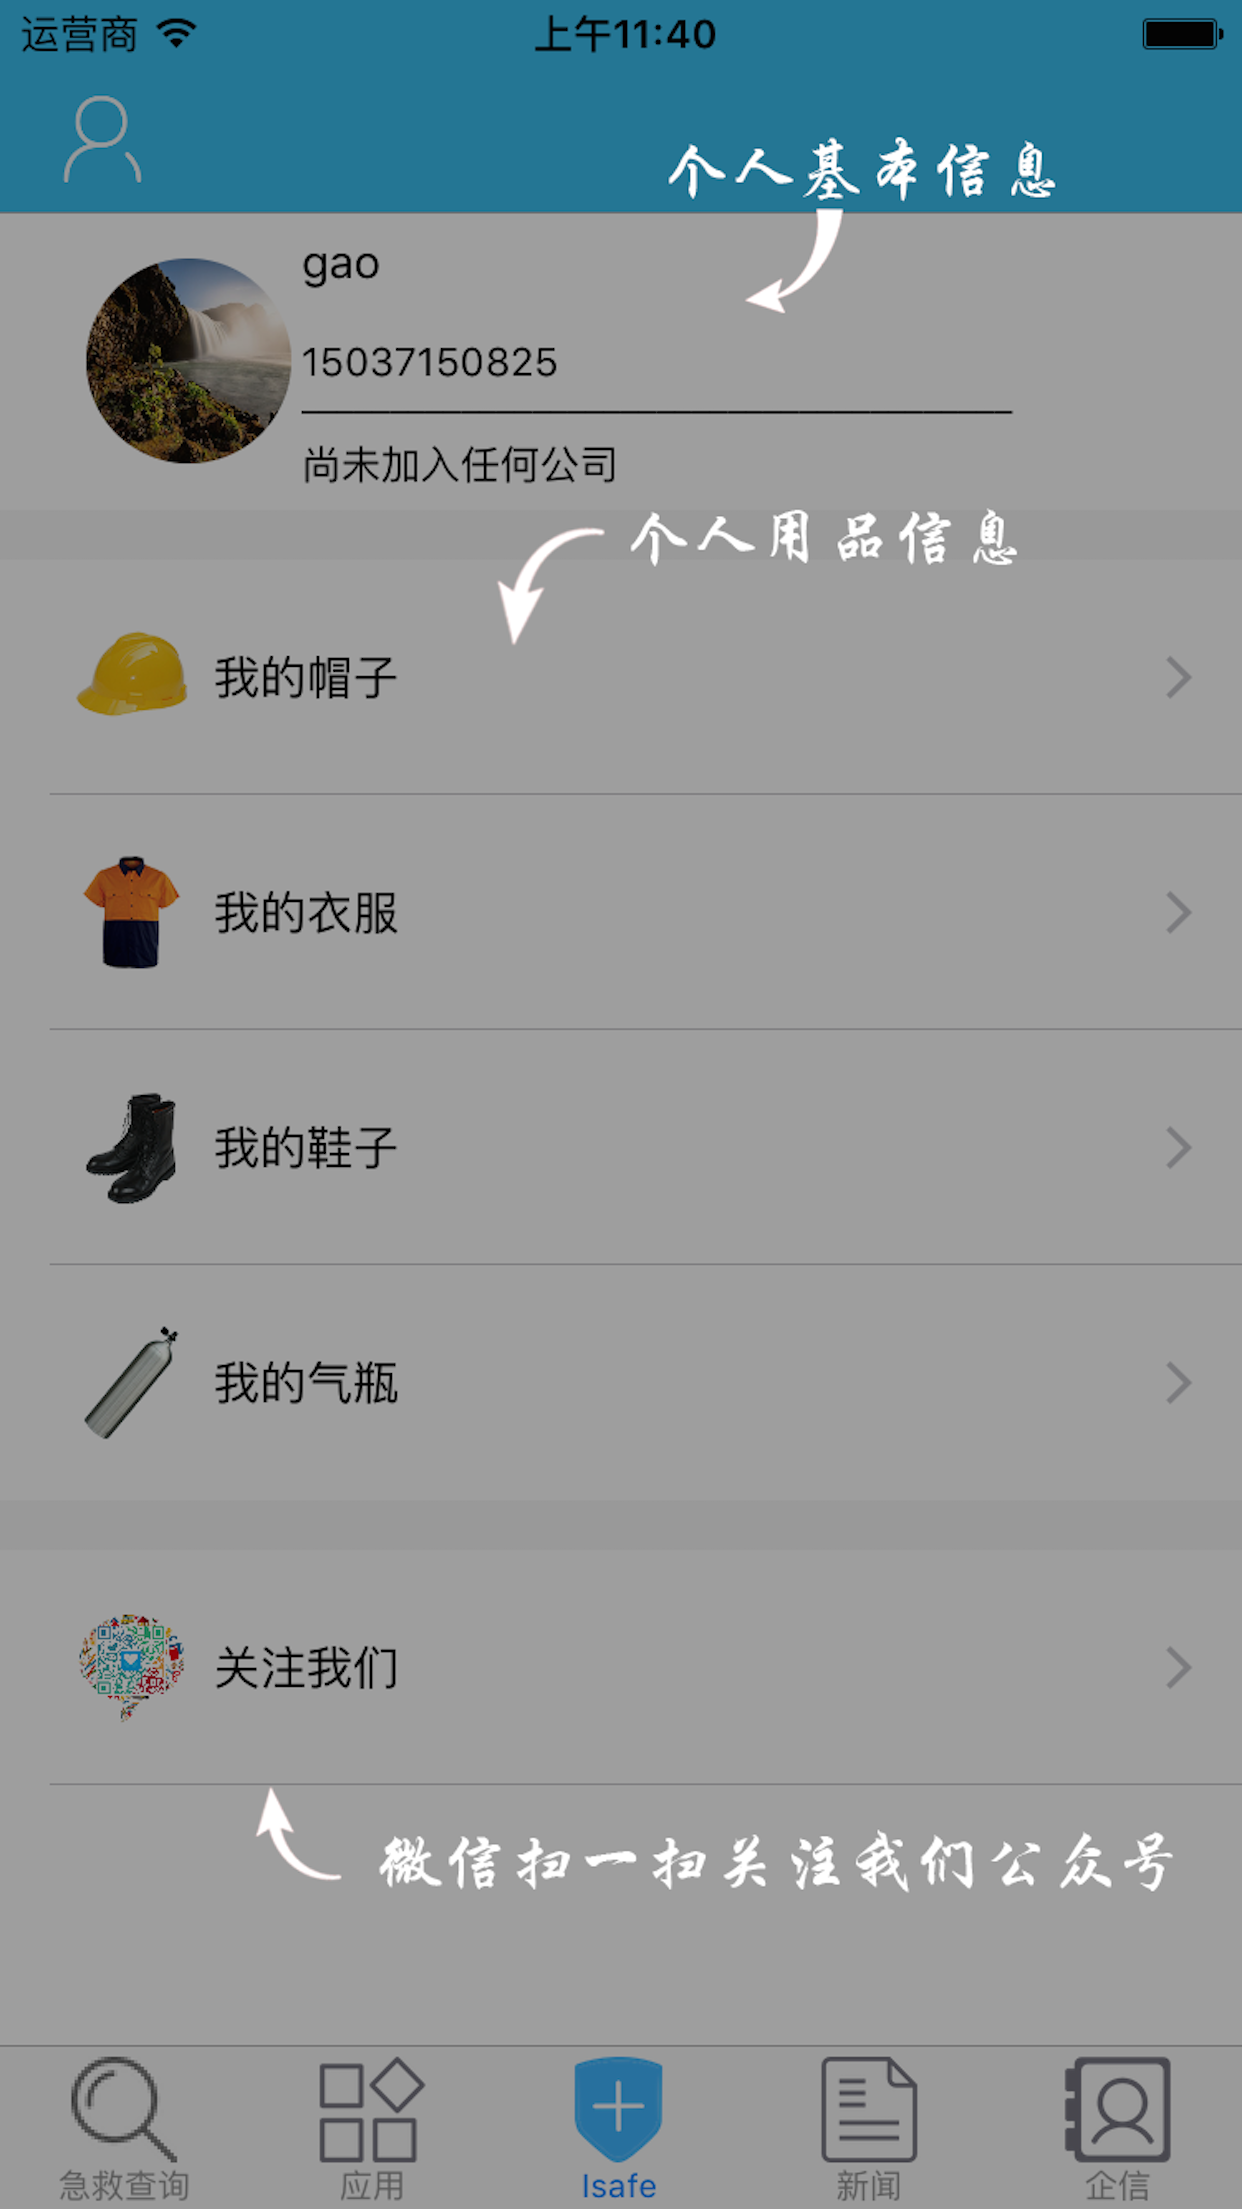 运营商
上午11:40
个人基本信息
gao
15037150825
尚未加入任何公司
个人用品信息
我的帽子
我的衣服
我的鞋子
我的气瓶
关注我们
微信扫一扫关注我们公众号
急救查询
应用
Isafe
新闻
企信